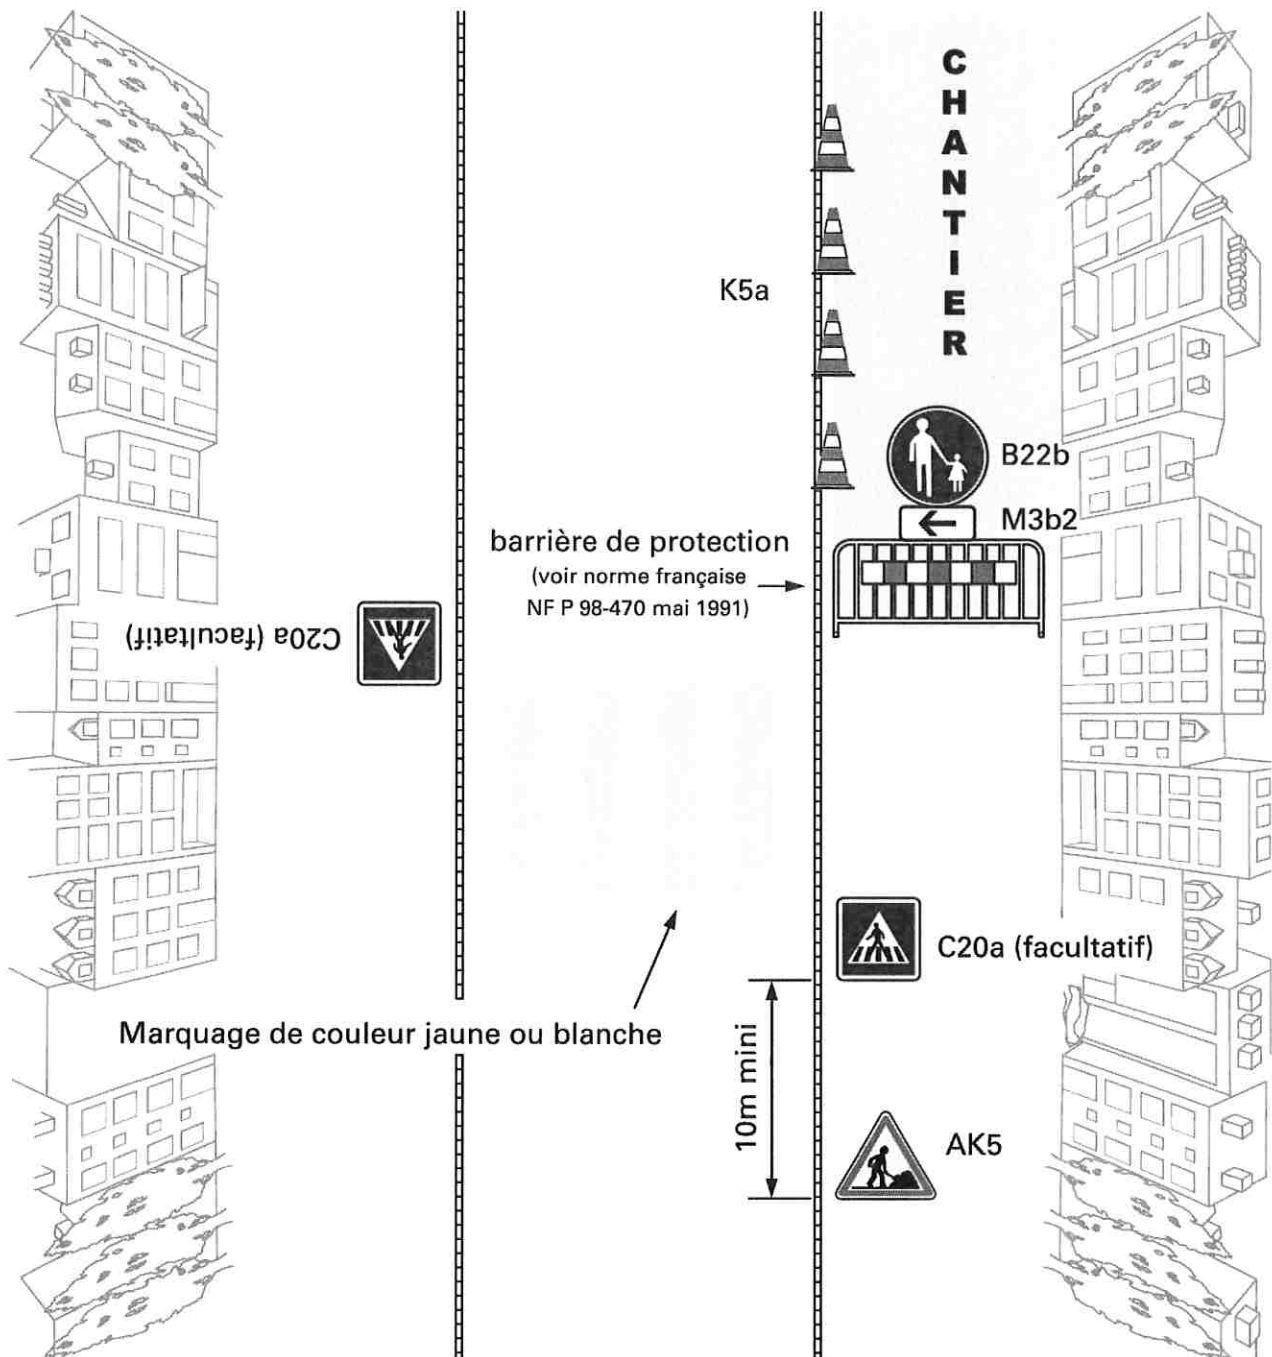 CHANTIER
K5a
B22b
M3b2
barrière de protection
(voir norme française
NF P 98-470 mai 1991)
C20a (facultatif)
C20a (facultatif)
Marquage de couleur jaune ou blanche
10m mini
AK5